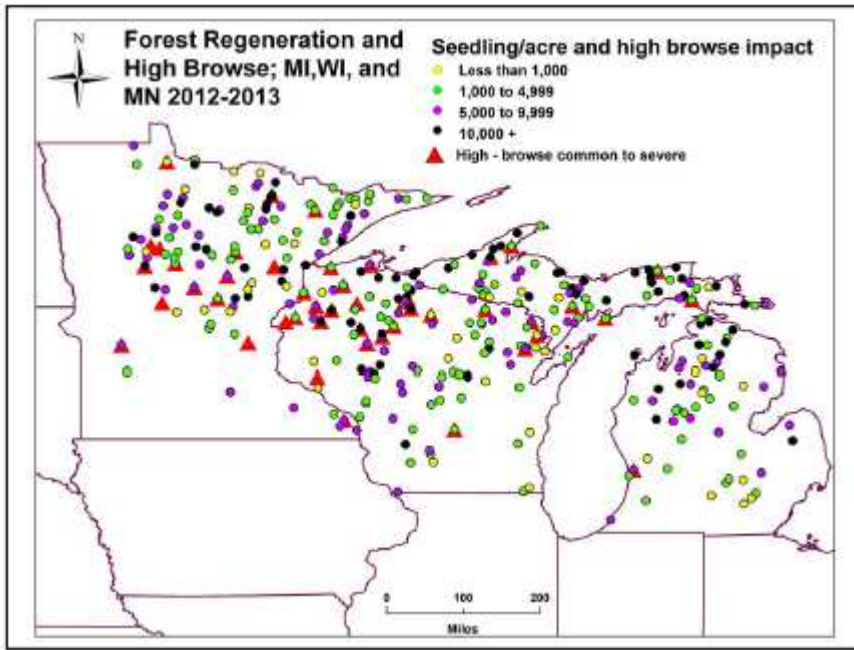 N
Forest Regeneration and
High Browse; MI,WI, and
MN 2012-2013
Seedling/acre and high browse impact
Less than 1,000
1,000 to 4,999
5,000 to 9,999
10,000 +
High - browse common to severe
0 100 200
Miles